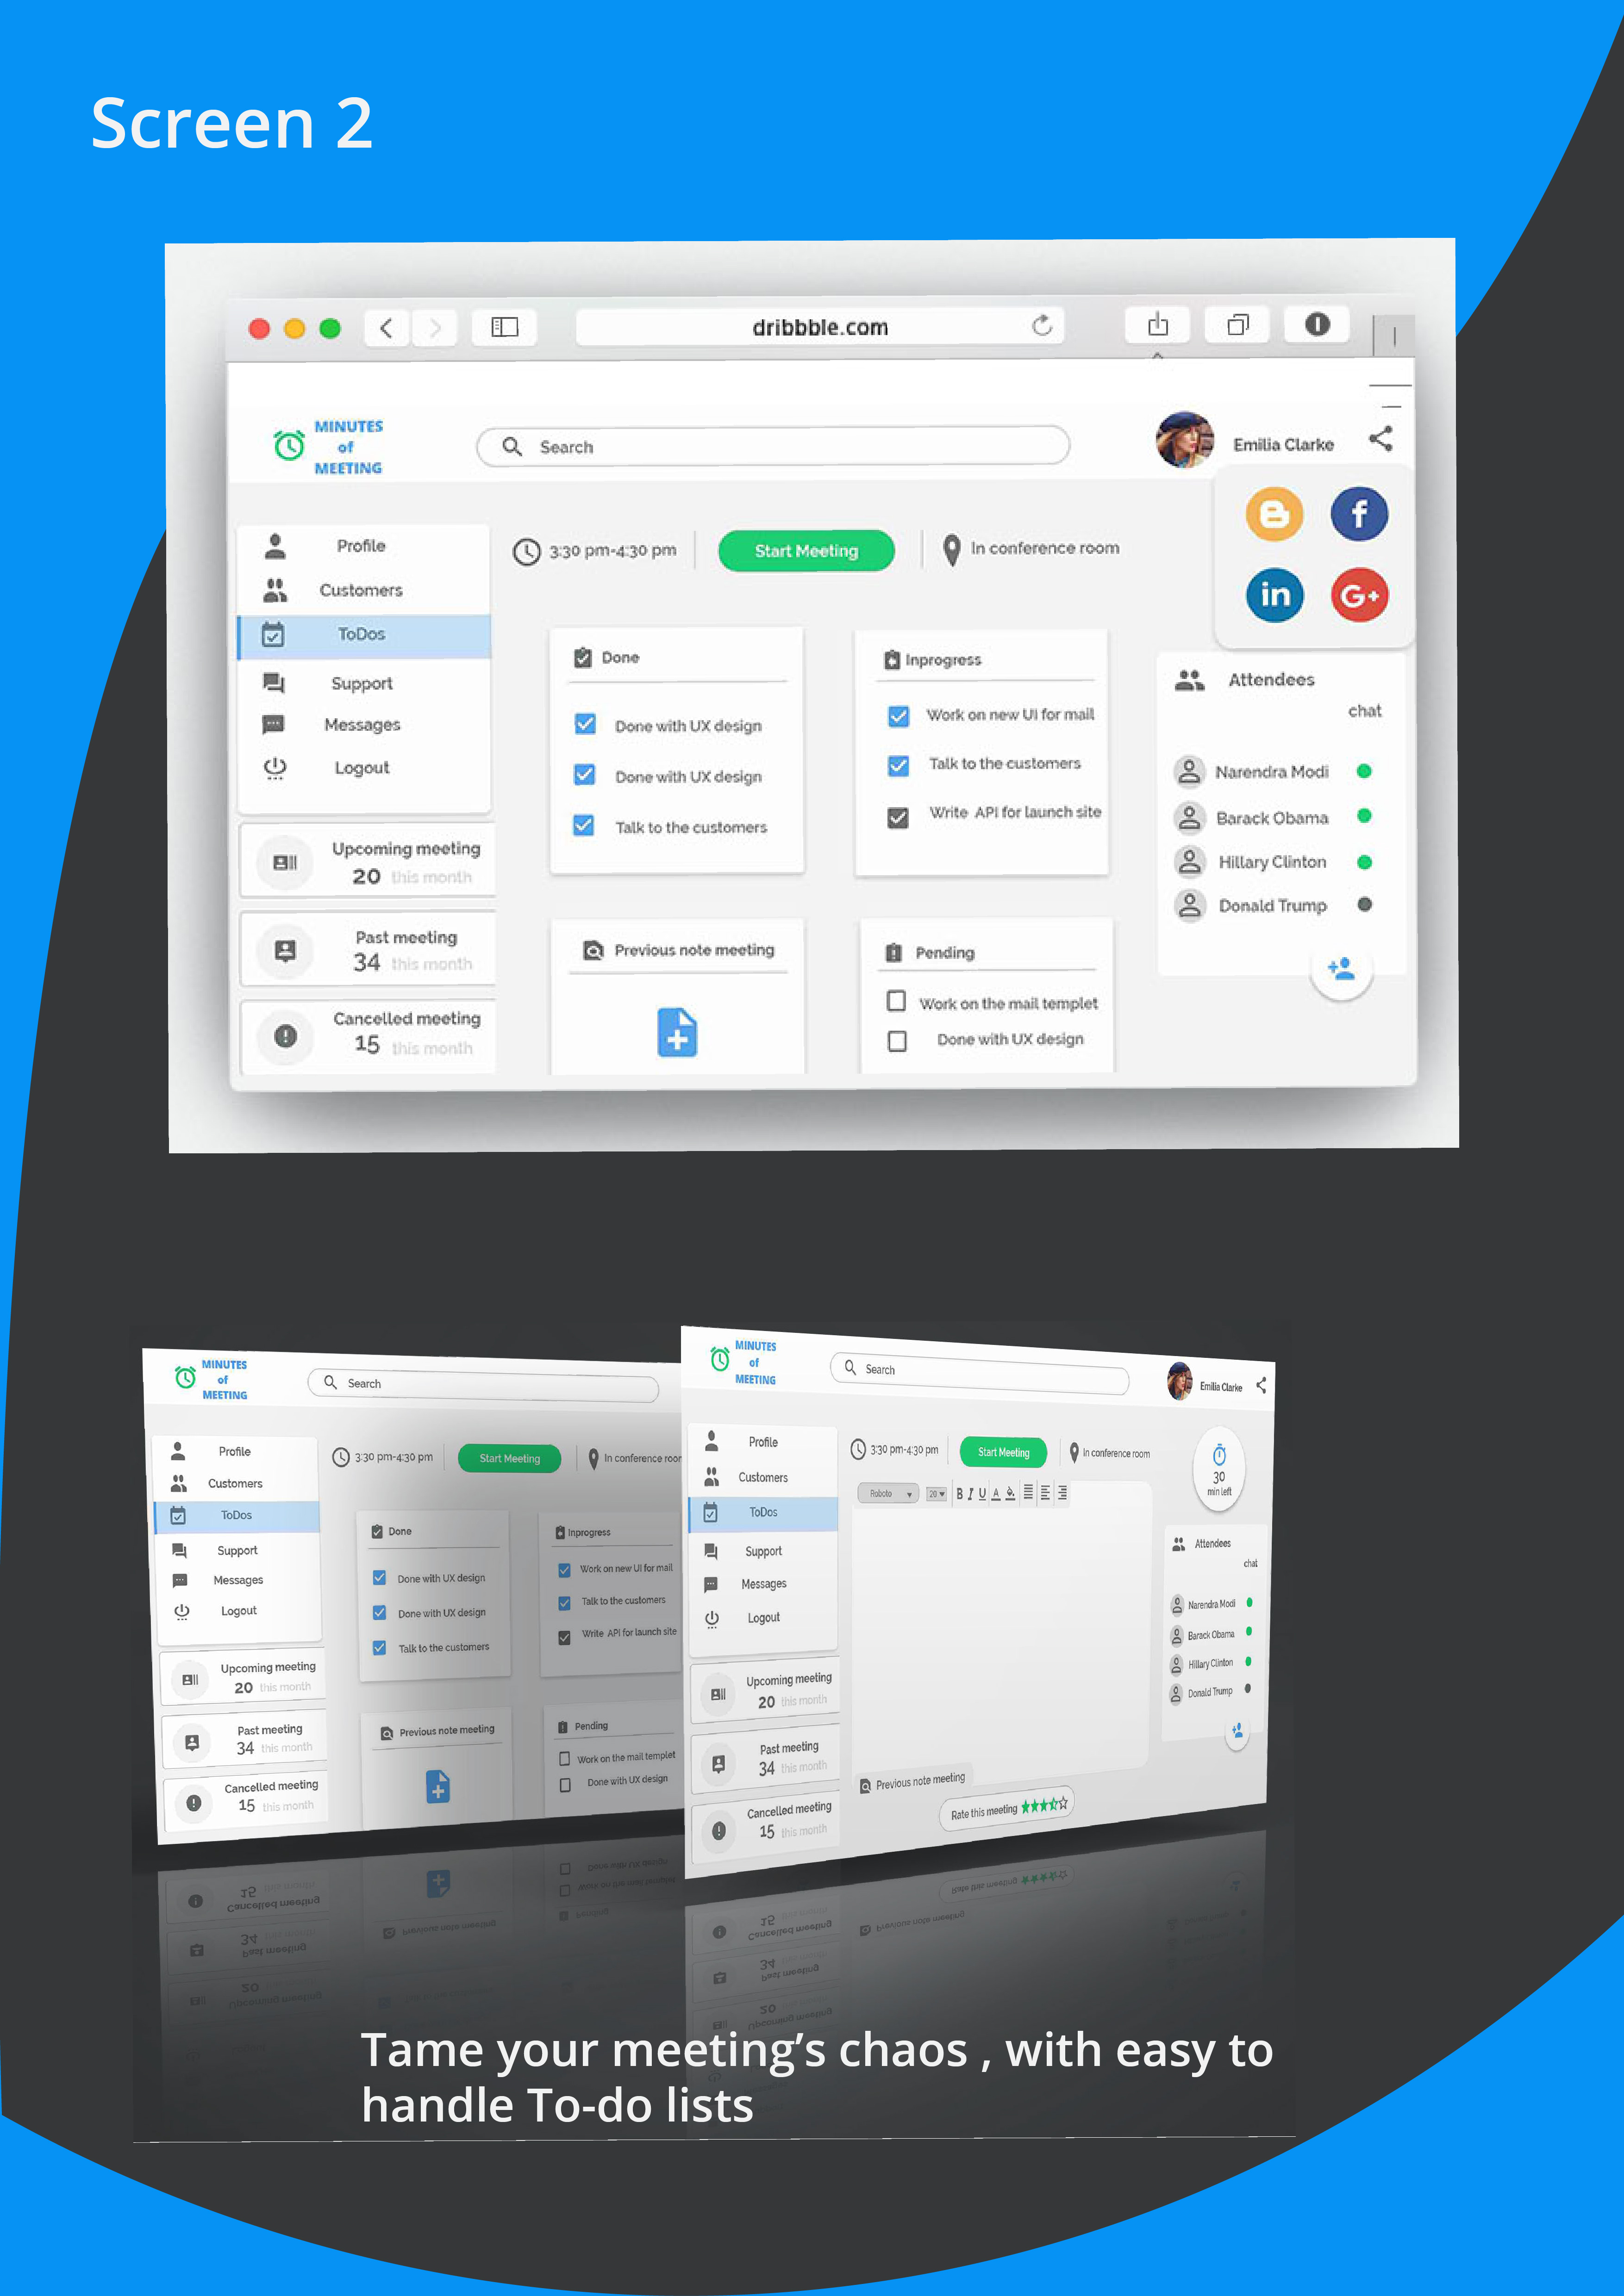 Screen 2
dribbble.com
MINUTES
of
MEETING
Search
Emilia Clarke
Profile
Customers
ToDos
Support
Messages
Logout
3:30 pm-4:30 pm
Start Meeting
In conference room
Done
Done with UX design
Done with UX design
Talk to the customers
Inprogress
Work on new UI for mail
Talk to the customers
Write API for launch site
Attendees
chat
Narendra Modi
Barack Obama
Hillary Clinton
Donald Trump
Upcoming meeting
20 this month
Past meeting
34 this month
Cancelled meeting
15 this month
Previous note meeting
Pending
Work on the mail templet
Done with UX design
MINUTES
of
MEETING
Search
Profile
Customers
ToDos
Support
Messages
Logout
3:30 pm-4:30 pm
Start Meeting
In conference roor
Done
Done with UX design
Done with UX design
Talk to the customers
Inprogress
Work on new UI for mail
Talk to the customers
Write API for launch site
Upcoming meeting
20 this month
Past meeting
34 this month
Cancelled meeting
15 this month
Previous note meeting
Pending
Work on the mail templet
Done with UX design
MINUTES
of
MEETING
Search
Emilia Clarke
Profile
Customers
ToDos
Support
Messages
Logout
3:30 pm-4:30 pm
Start Meeting
In conference room
30
min left
Roboto
20
B I U A
Attendees
chat
Narendra Modi
Barack Obama
Hillary Clinton
Donald Trump
Upcoming meeting
20 this month
Past meeting
34 this month
Cancelled meeting
15 this month
Previous note meeting
Rate this meeting
Tame your meeting’s chaos , with easy to
handle To-do lists